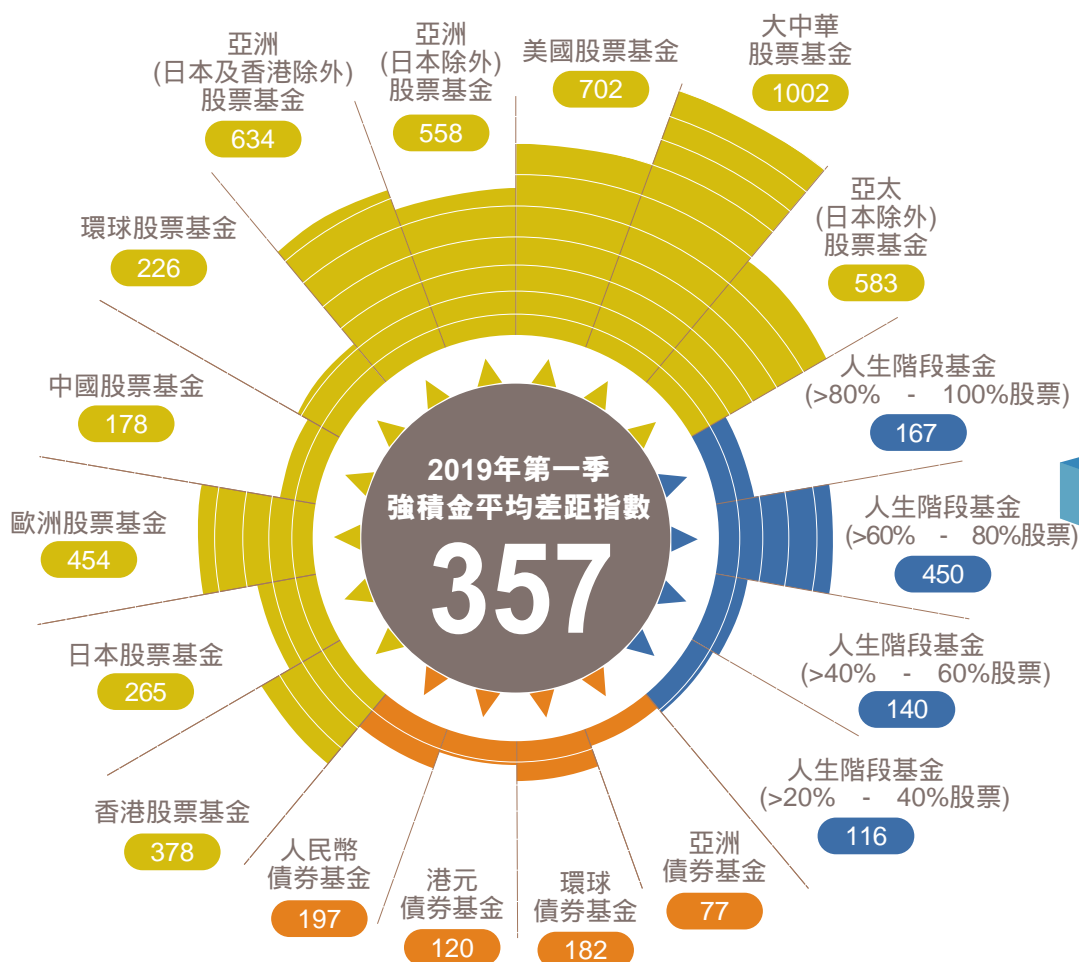 亞洲
(日本及香港除外)
股票基金
634
亞洲
(日本除外)
股票基金
558
美國股票基金
702
大中華
股票基金
1002
亞太
(日本除外)
股票基金
583
人生階段基金
(>80% - 100%股票)
167
人生階段基金
(>60% - 80%股票)
450
人生階段基金
(>40% - 60%股票)
140
人生階段基金
(>20% - 40%股票)
116
亞洲
債券基金
77
環球
債券基金
182
港元
債券基金
120
人民幣
債券基金
197
香港股票基金
378
日本股票基金
265
歐洲股票基金
454
中國股票基金
178
環球股票基金
226
2019年第一季
強積金平均差距指數
357